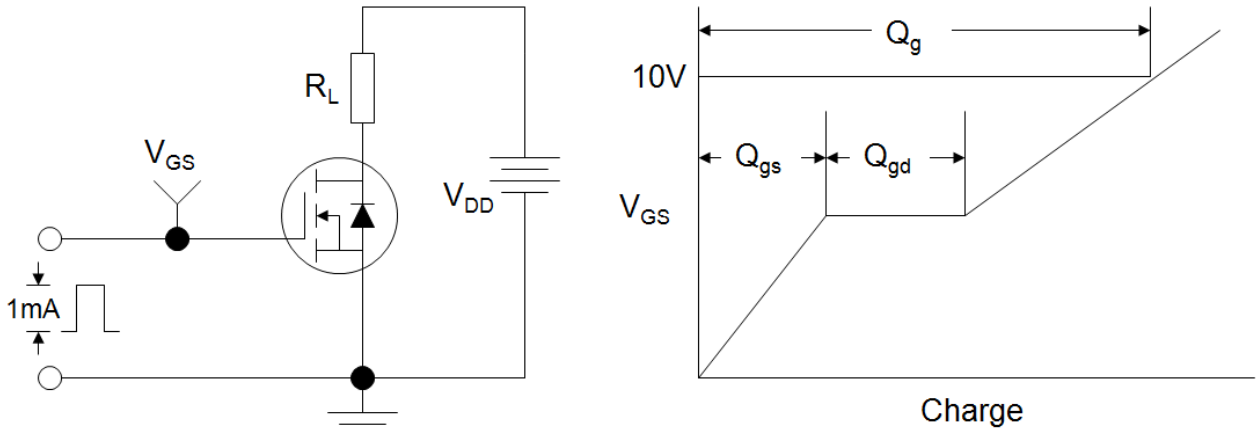 R_L
V_GS
V_DD
1mA
Q_g
10V
Q_gs
Q_gd
V_GS
Charge